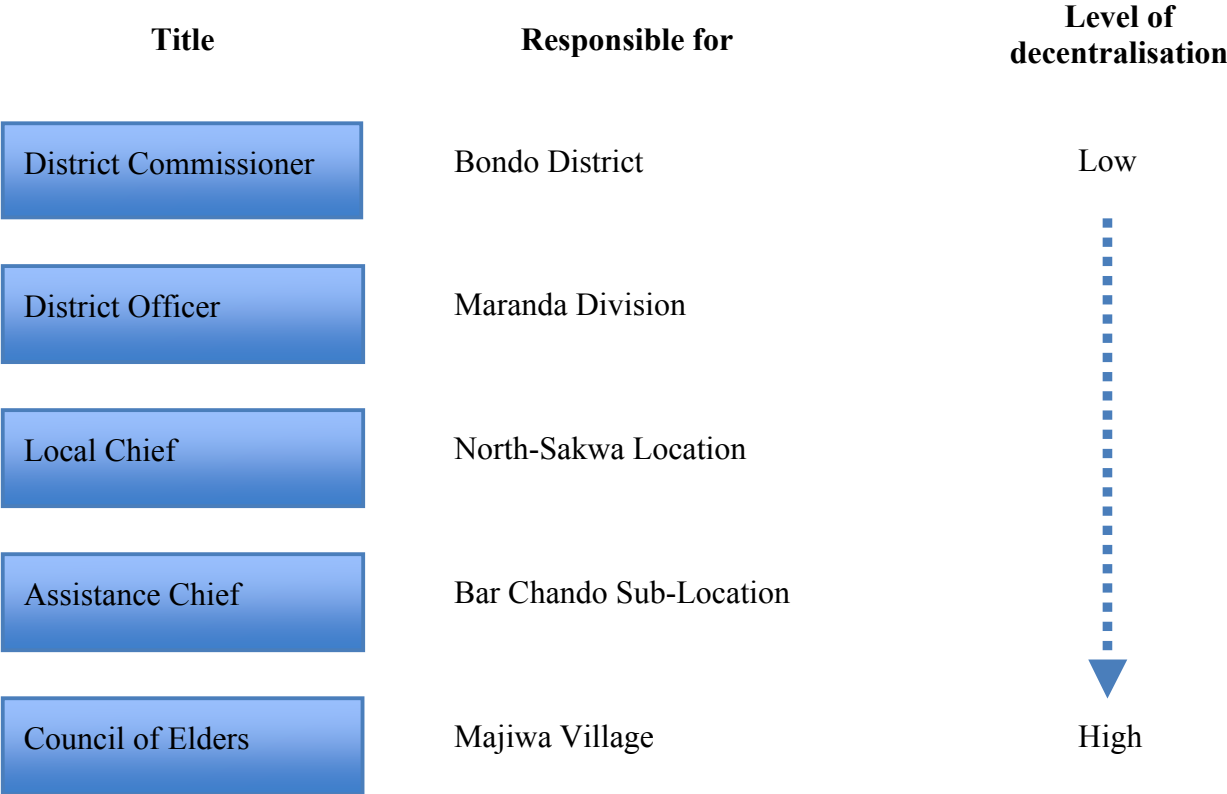 Title Responsible for Level of
decentralisation
District Commissioner Bondo District Low
District Officer Maranda Division
Local Chief North-Sakwa Location
Assistance Chief Bar Chando Sub-Location
Council of Elders Majiwa Village High